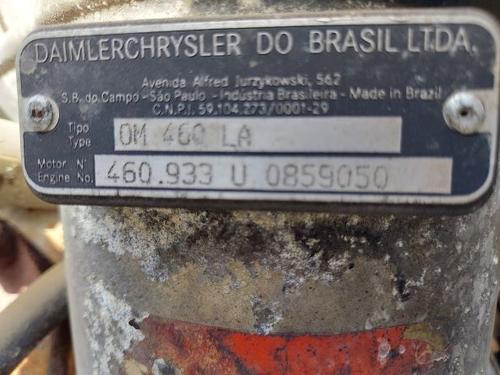 DAIMLERCHRYSLER DO BRASIL LTDA.
Avenida Alfred Jurzykowski, 562
S.B. do Campo - São Paulo - Indústria Brasileira - Made in Brazil
C.N.P.J. 59.104.273/0001-29
Tipo
Type OM 460 LA
Motor N°
Engine No. 460.933 U 0859050